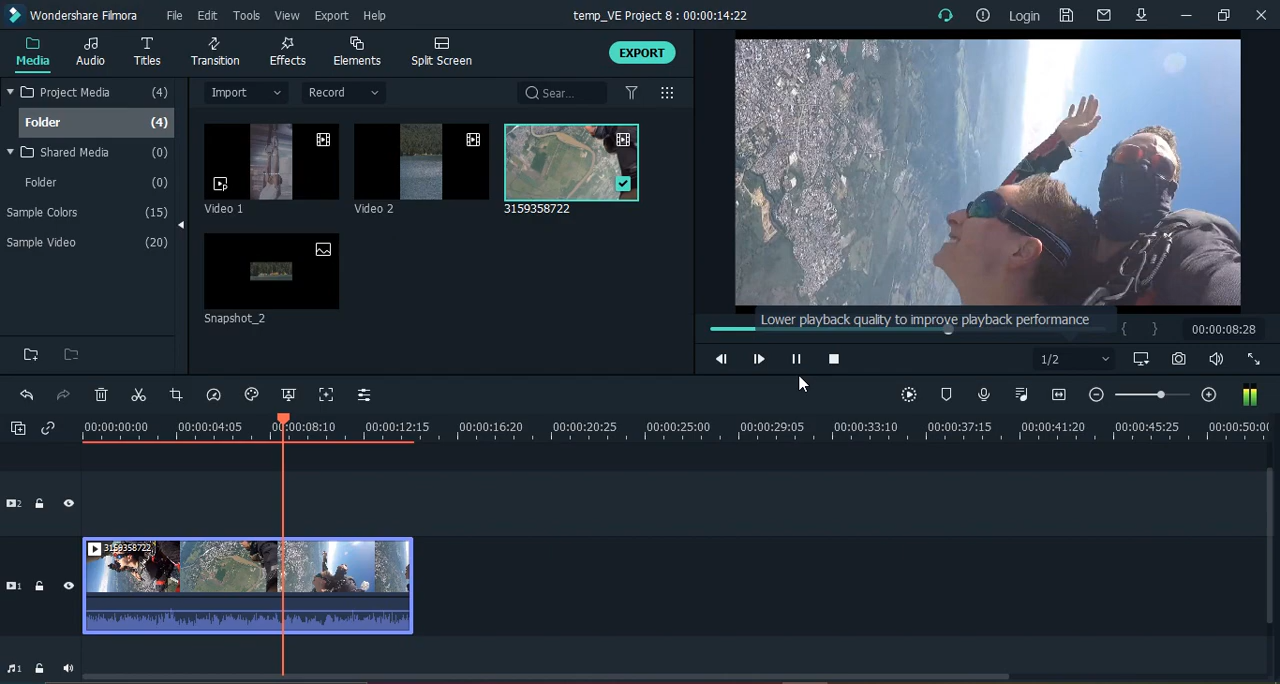 Wondershare Filmora File Edit Tools View Export Help temp_VE Project 8 : 00:00:14:22 Login
Media Audio Titles Transition Effects Elements Split Screen EXPORT
Project Media (4)
Folder (4)
Shared Media (0)
Folder (0)
Sample Colors (15)
Sample Video (20)
Import Record Sear...
Video 1 Video 2 3159358722
Snapshot_2
Lower playback quality to improve playback performance
{ } 00:00:08:28
1/2
00:00:00:00 00:00:04:05 00:00:08:10 00:00:12:15 00:00:16:20 00:00:20:25 00:00:25:00 00:00:29:05 00:00:33:10 00:00:37:15 00:00:41:20 00:00:45:25 00:00:50:0
2
3159358722
1
1